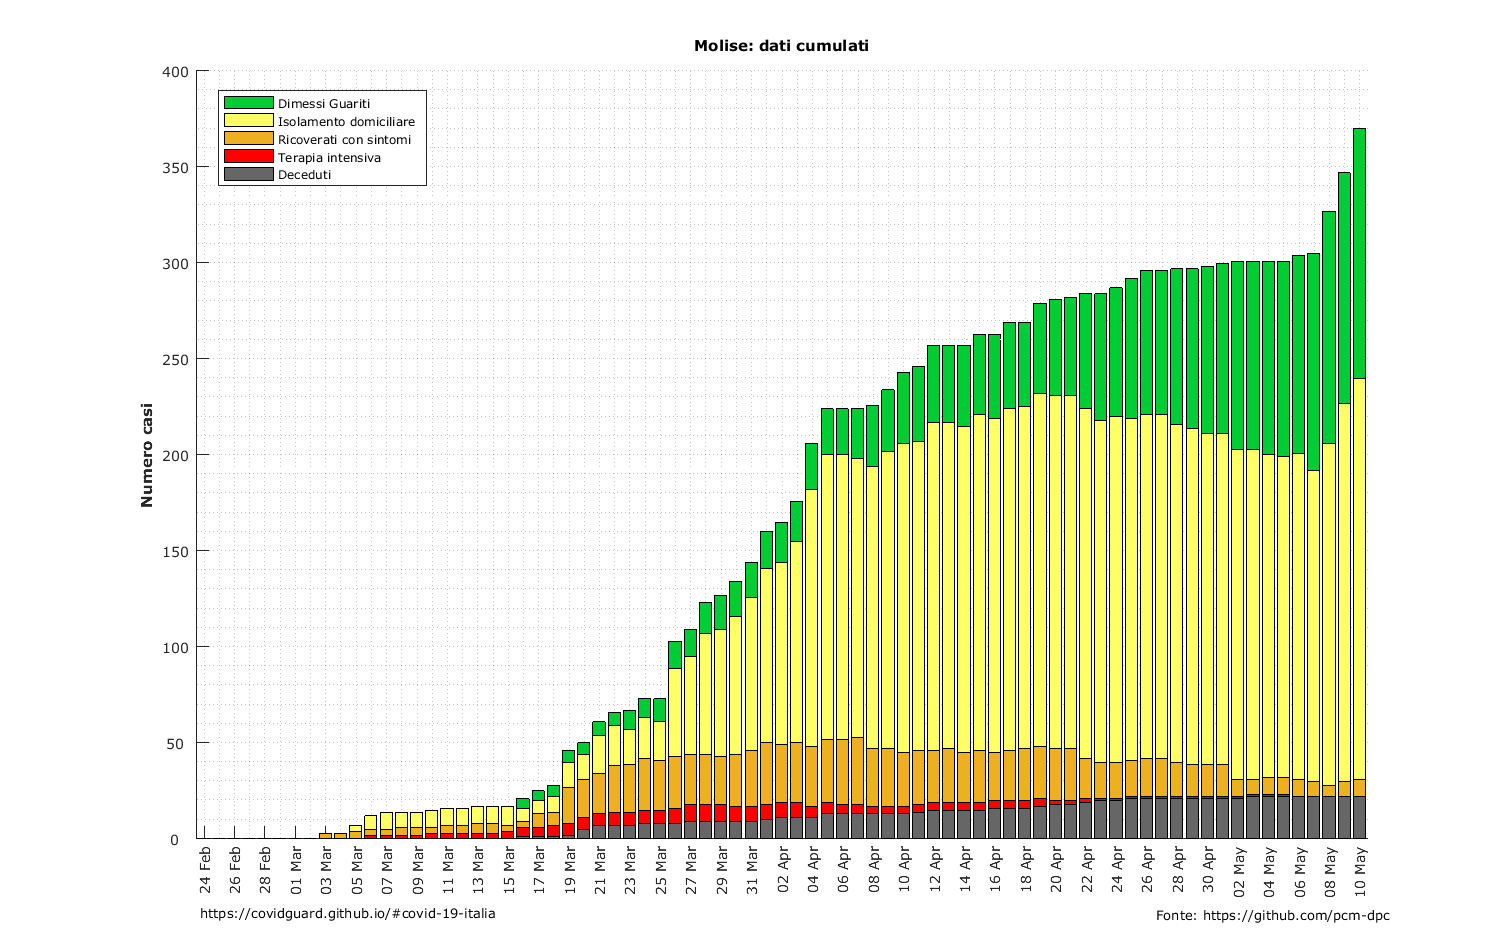 Molise: dati cumulati
400
350
300
250
200
150
100
50
0
Numero casi
Dimessi Guariti
Isolamento domiciliare
Ricoverati con sintomi
Terapia intensiva
Deceduti
24 Feb
26 Feb
28 Feb
01 Mar
03 Mar
05 Mar
07 Mar
09 Mar
11 Mar
13 Mar
15 Mar
17 Mar
19 Mar
21 Mar
23 Mar
25 Mar
27 Mar
29 Mar
31 Mar
02 Apr
04 Apr
06 Apr
08 Apr
10 Apr
12 Apr
14 Apr
16 Apr
18 Apr
20 Apr
22 Apr
24 Apr
26 Apr
28 Apr
30 Apr
02 May
04 May
06 May
08 May
10 May
https://covidguard.github.io/#covid-19-italia
Fonte: https://github.com/pcm-dpc